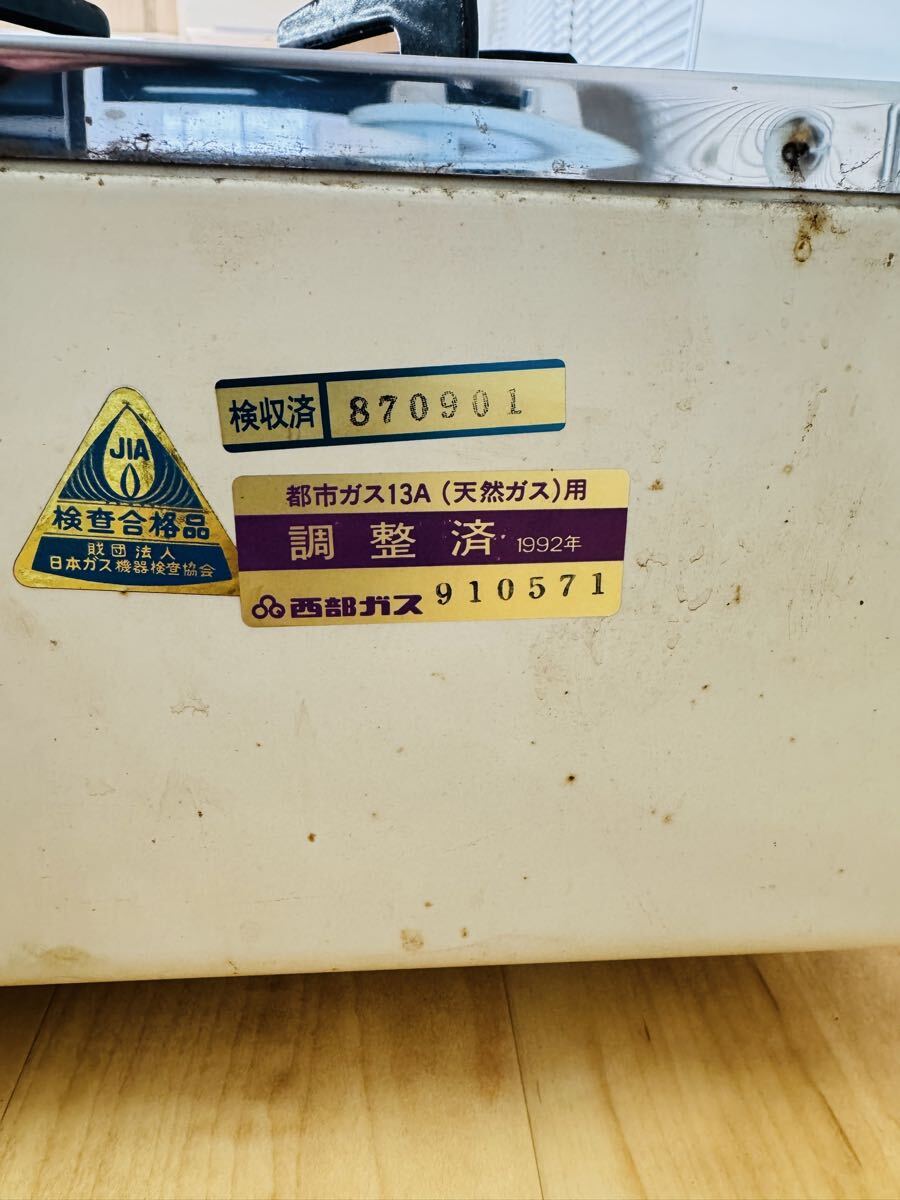 検収済 870901
JIA
検査合格品
財団法人
日本ガス機器検査協会
都市ガス13A(天然ガス)用
調整済 1992年
西部ガス 910571